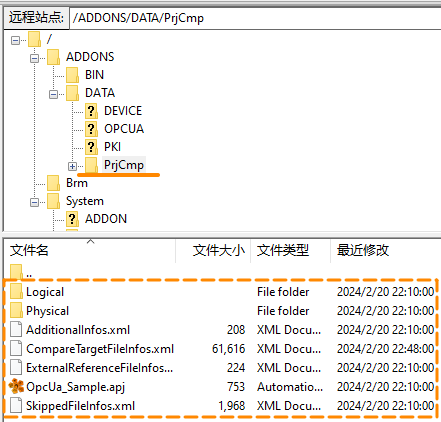 远程站点: /ADDONS/DATA/PrjCmp
/
ADDONS
BIN
DATA
? DEVICE
? OPCUA
? PKI
PrjCmp
Brm
System
? ADDON
文件名 文件大小 文件类型 最近修改
..
Logical File folder 2024/2/20 22:10:00
Physical File folder 2024/2/20 22:10:00
AdditionalInfos.xml 208 XML Docu... 2024/2/20 22:10:00
CompareTargetFileInfos.xml 61,616 XML Docu... 2024/2/20 22:48:00
ExternalReferenceFileInfos... 224 XML Docu... 2024/2/20 22:10:00
OpcUa_Sample.apj 753 Automatio... 2024/2/20 22:10:00
SkippedFileInfos.xml 1,968 XML Docu... 2024/2/20 22:10:00